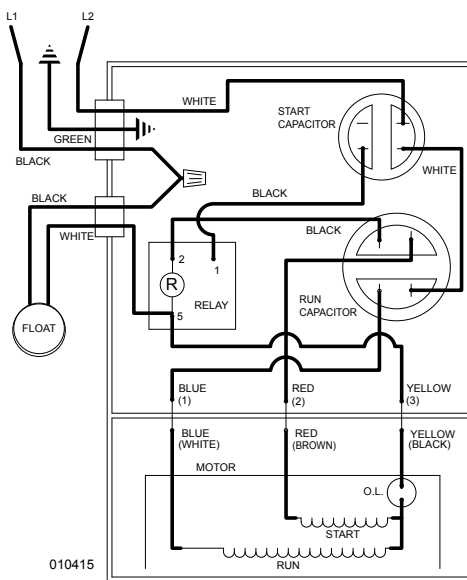 L1
L2
WHITE
START
CAPACITOR
GREEN
BLACK
WHITE
BLACK
BLACK
WHITE
BLACK
2
1
R
RELAY
5
RUN
CAPACITOR
FLOAT
BLUE
(1)
RED
(2)
YELLOW
(3)
BLUE
(WHITE)
RED
(BROWN)
YELLOW
(BLACK)
MOTOR
O.L.
START
RUN
010415